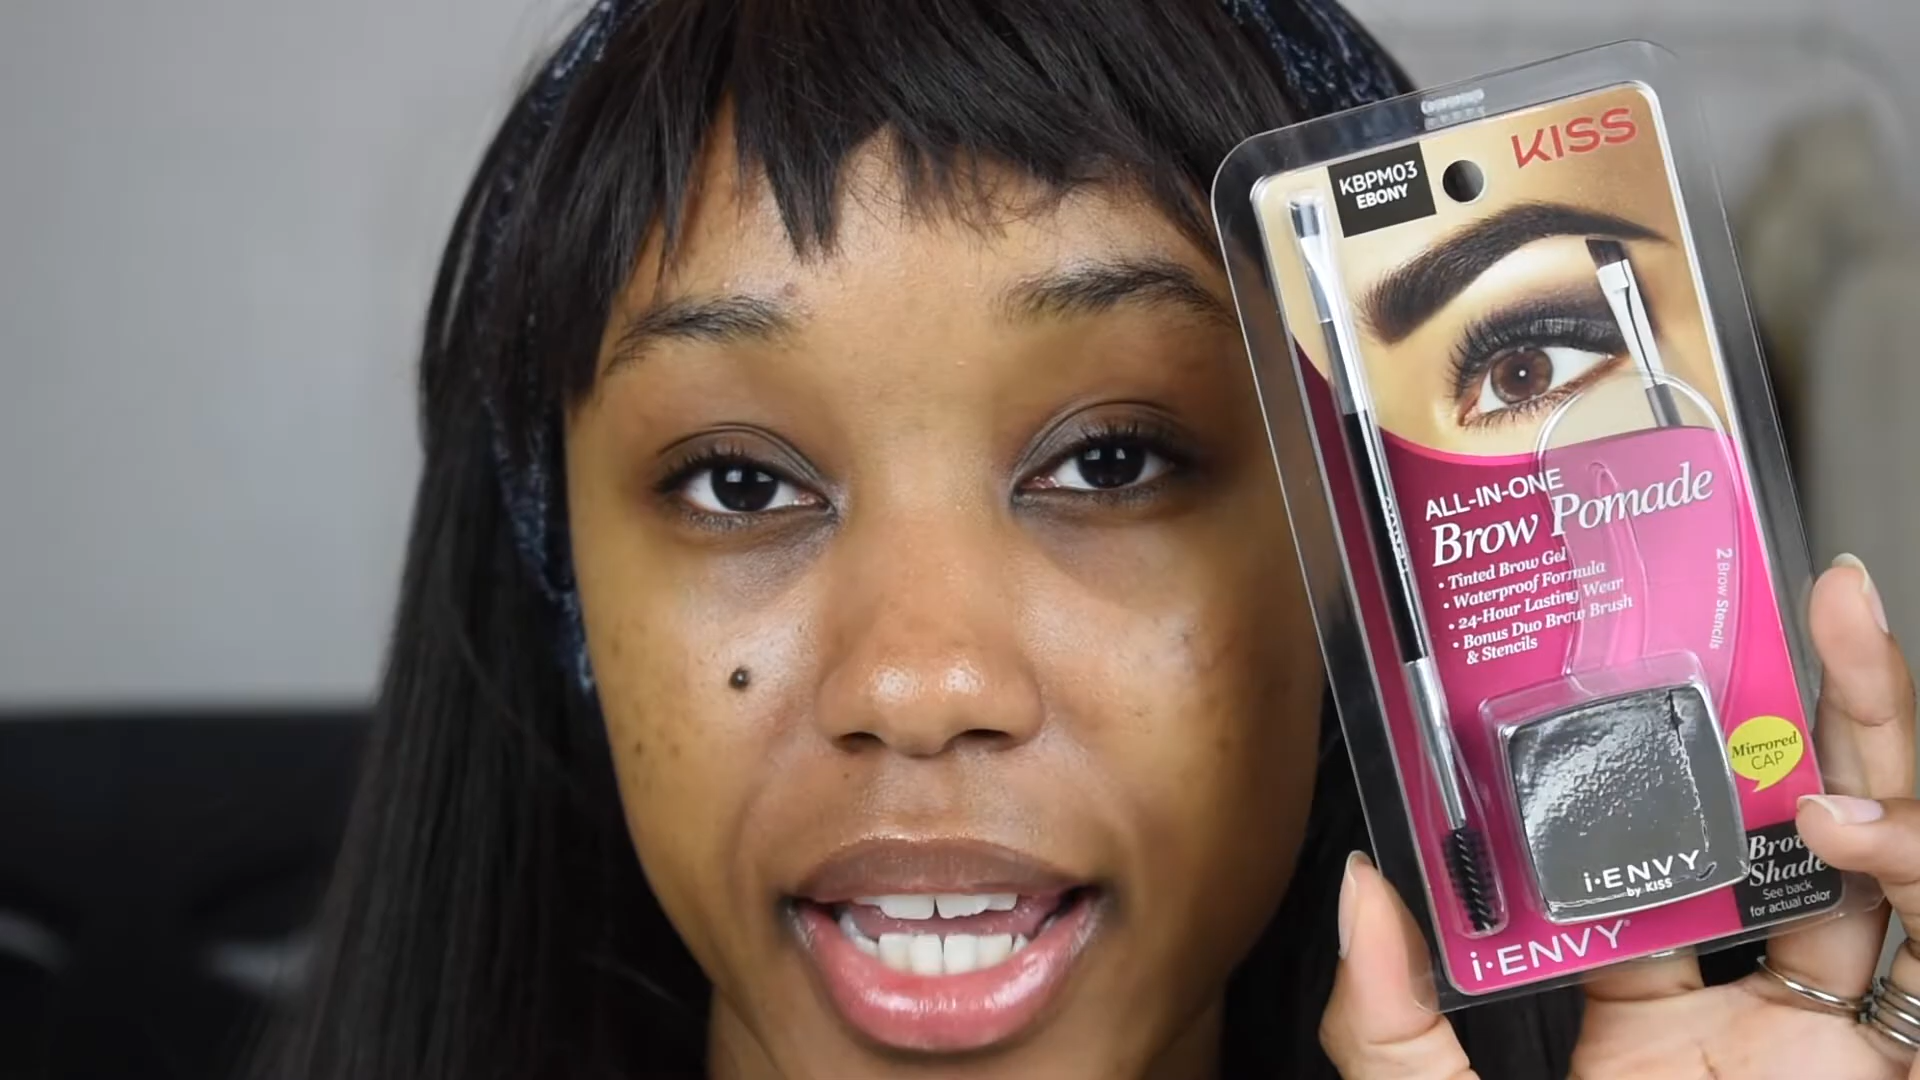 KISS
KBPM03
EBONY
ALL-IN-ONE
Brow Pomade
• Tinted Brow Gel
• Waterproof Formula
• 24-Hour Lasting Wear
• Bonus Duo Brow Brush
& Stencils
2 Brow Stencils
Mirrored
CAP
i·ENVY
by KISS
Brow
Shade
See back
for actual color
i·ENVY®